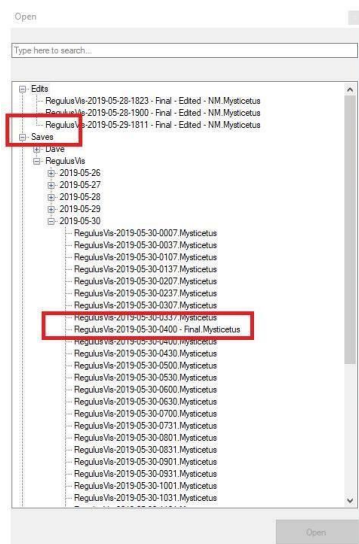 Open
Type here to search...
Edits
RegulusVis-2019-05-28-1823 - Final - Edited - NM.Mysticetus
RegulusVis-2019-05-28-1900 - Final - Edited - NM.Mysticetus
RegulusVis-2019-05-29-1811 - Final - Edited - NM.Mysticetus
Saves
Dave
RegulusVis
2019-05-26
2019-05-27
2019-05-28
2019-05-29
2019-05-30
RegulusVis-2019-05-30-0007.Mysticetus
RegulusVis-2019-05-30-0037.Mysticetus
RegulusVis-2019-05-30-0107.Mysticetus
RegulusVis-2019-05-30-0137.Mysticetus
RegulusVis-2019-05-30-0207.Mysticetus
RegulusVis-2019-05-30-0237.Mysticetus
RegulusVis-2019-05-30-0307.Mysticetus
RegulusVis-2019-05-30-0337.Mysticetus
RegulusVis-2019-05-30-0400 - Final.Mysticetus
RegulusVis-2019-05-30-0400.Mysticetus
RegulusVis-2019-05-30-0430.Mysticetus
RegulusVis-2019-05-30-0500.Mysticetus
RegulusVis-2019-05-30-0530.Mysticetus
RegulusVis-2019-05-30-0600.Mysticetus
RegulusVis-2019-05-30-0630.Mysticetus
RegulusVis-2019-05-30-0700.Mysticetus
RegulusVis-2019-05-30-0731.Mysticetus
RegulusVis-2019-05-30-0801.Mysticetus
RegulusVis-2019-05-30-0831.Mysticetus
RegulusVis-2019-05-30-0901.Mysticetus
RegulusVis-2019-05-30-0931.Mysticetus
RegulusVis-2019-05-30-1001.Mysticetus
RegulusVis-2019-05-30-1031.Mysticetus
Open